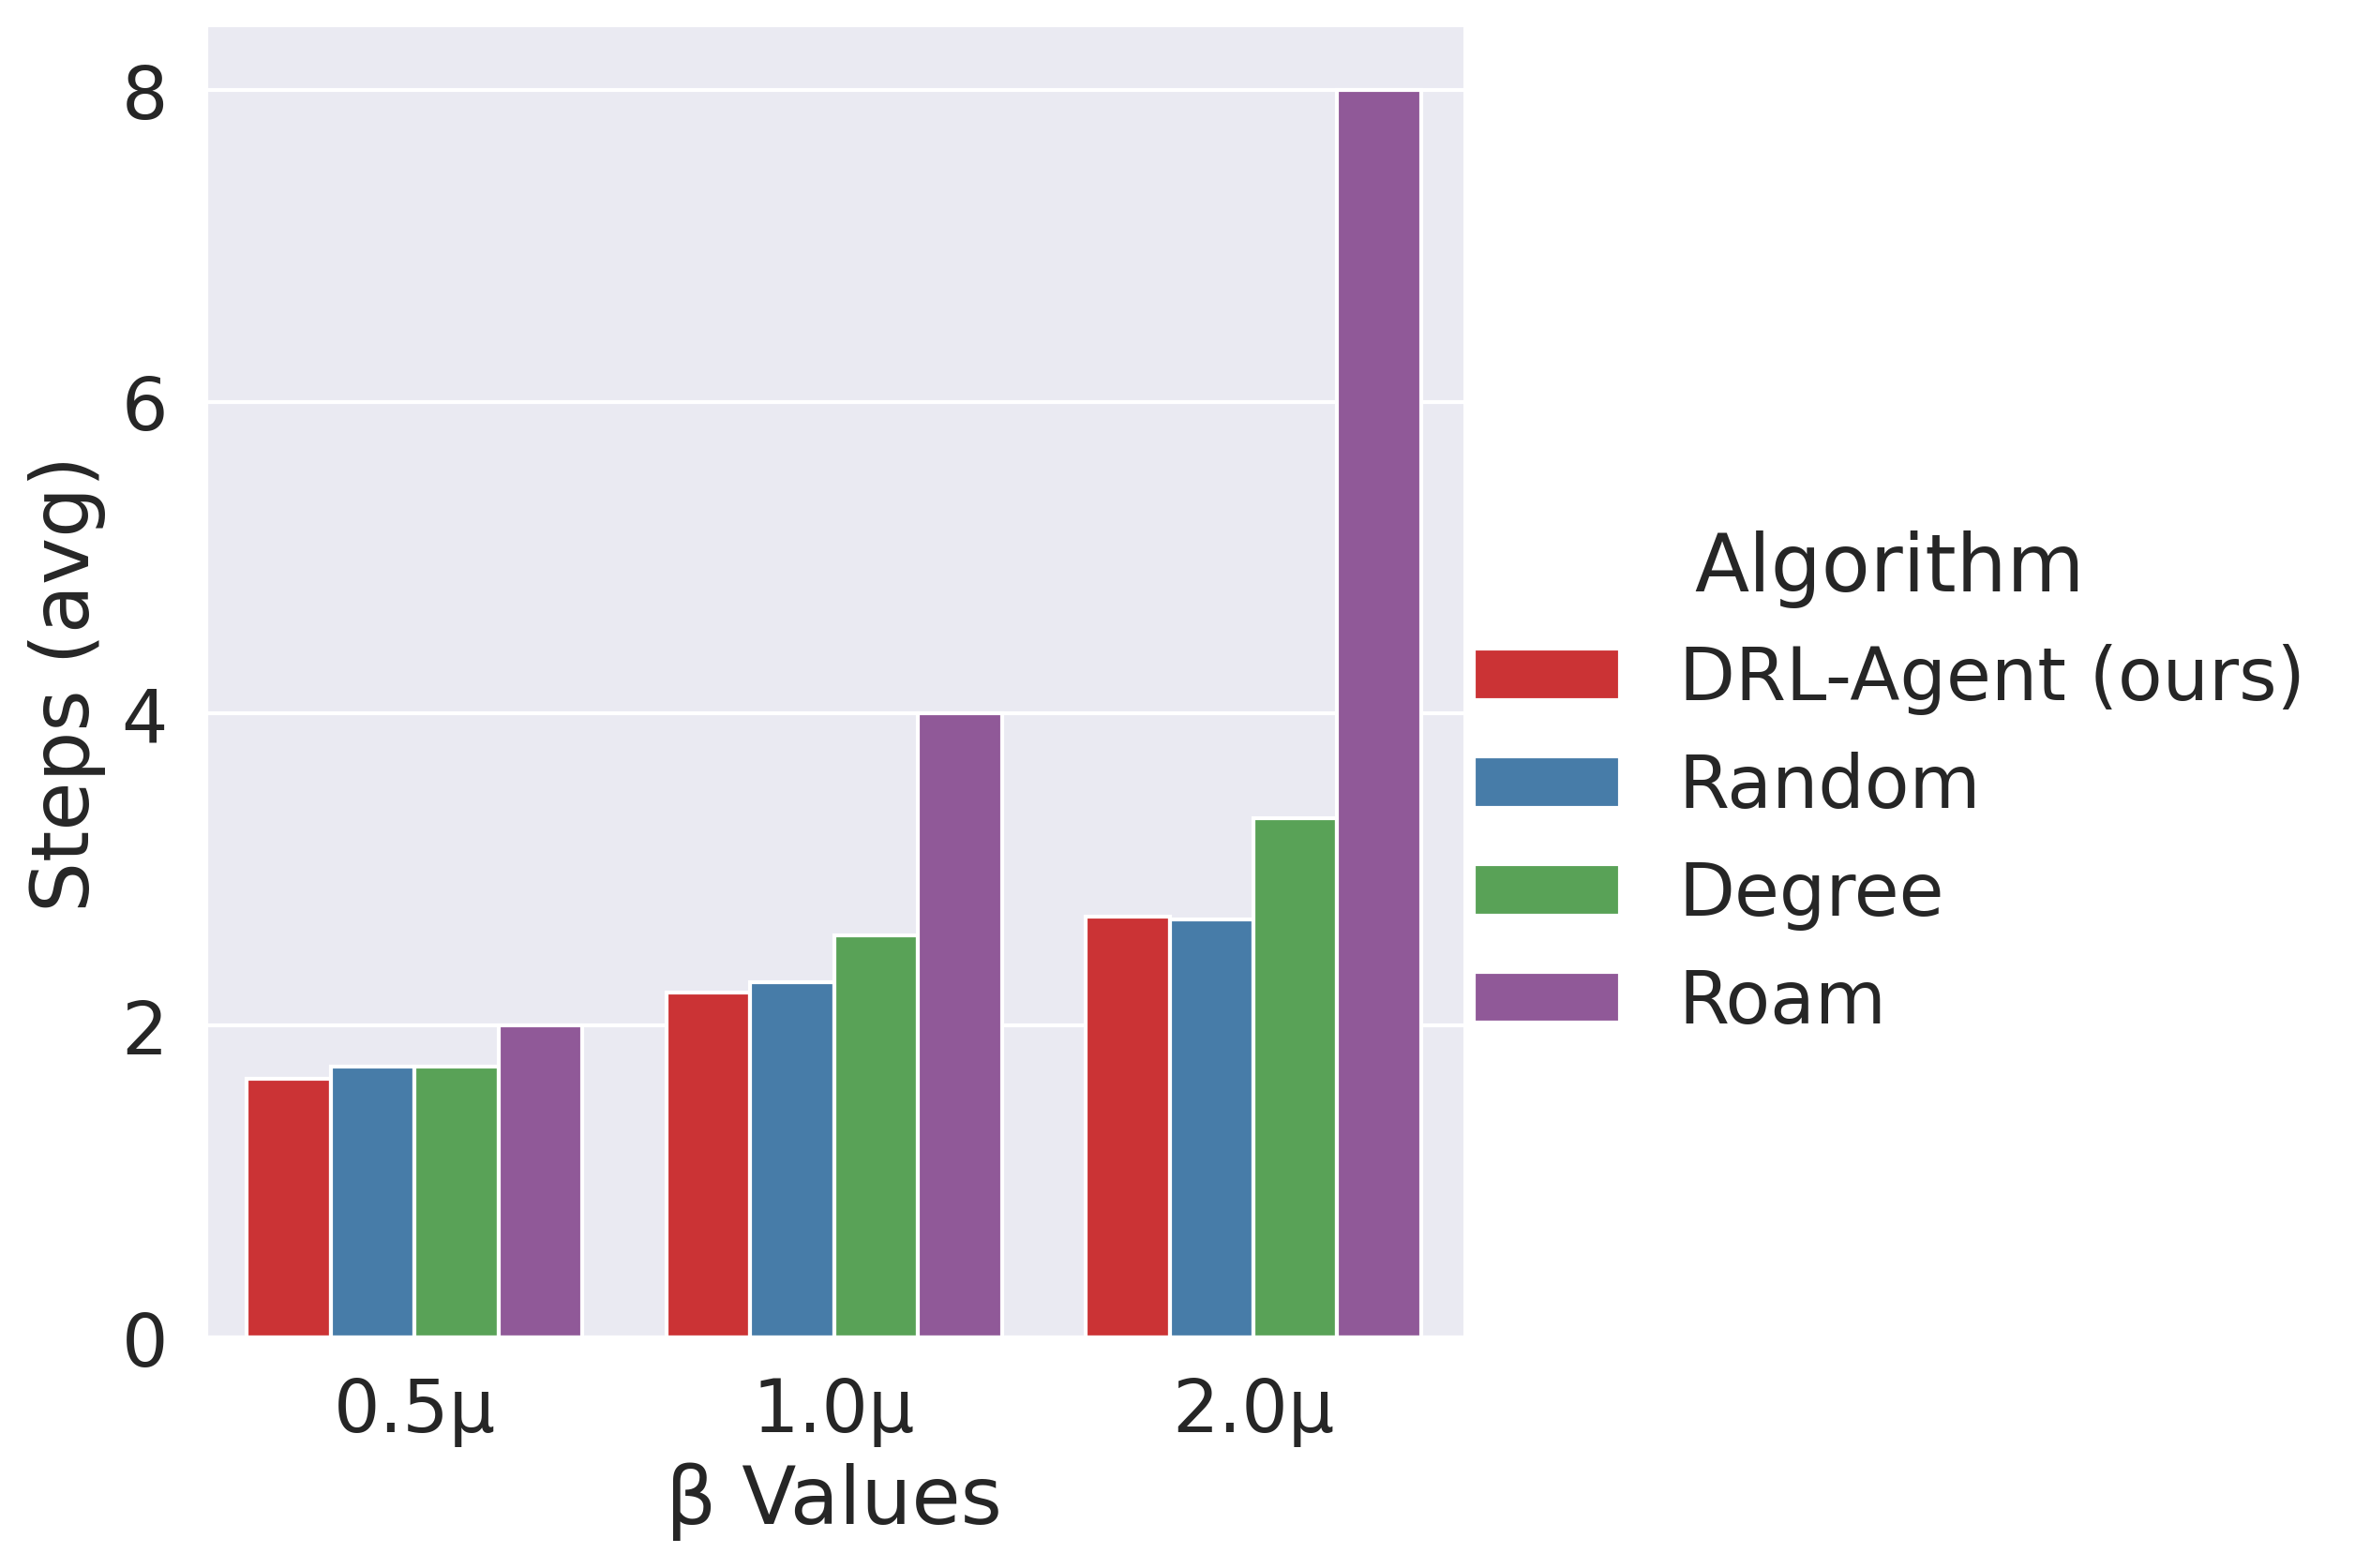 8
6
4
2
0
Steps (avg)
0.5µ 1.0µ 2.0µ
β Values
Algorithm
DRL-Agent (ours)
Random
Degree
Roam